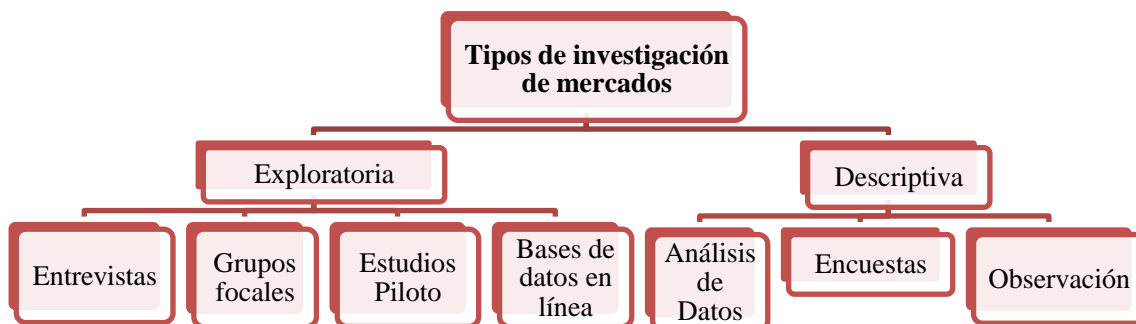 Tipos de investigación
de mercados
Exploratoria
Descriptiva
Entrevistas
Grupos
focales
Estudios
Piloto
Bases de
datos en
línea
Análisis
de
Datos
Encuestas
Observación